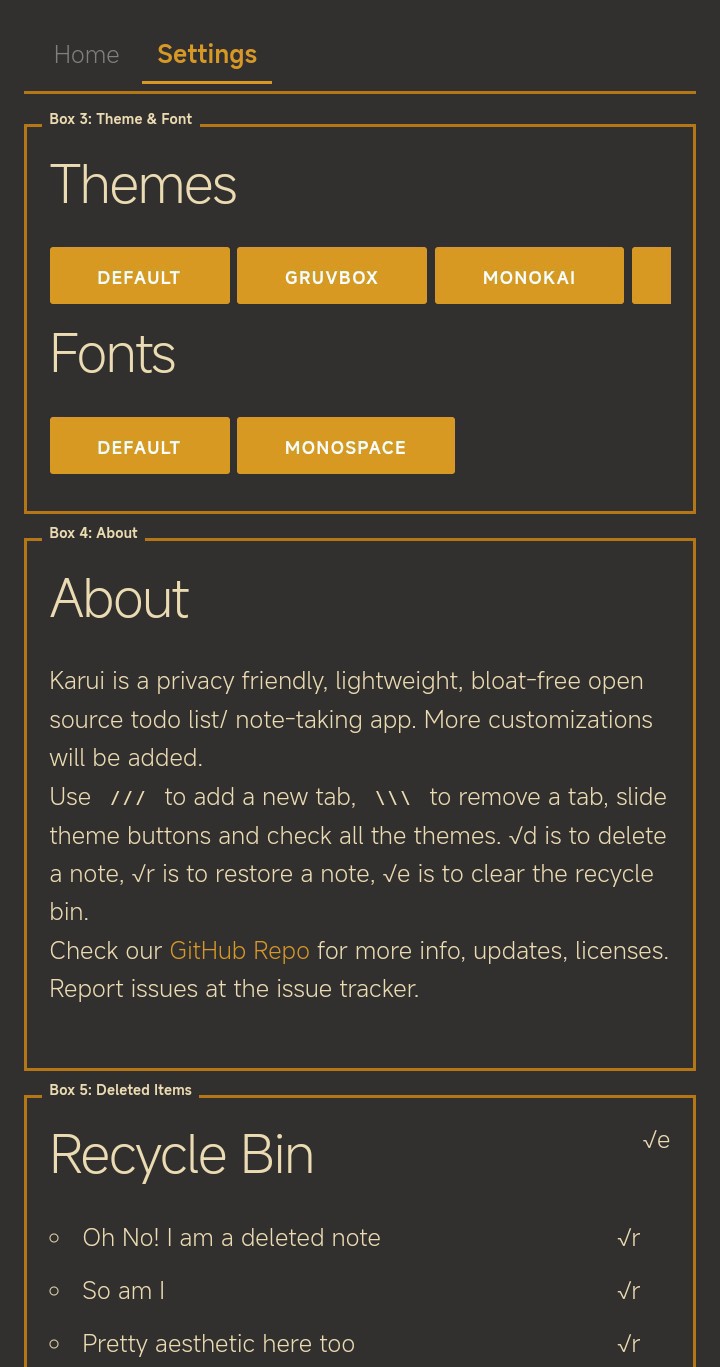 Home Settings
Box 3: Theme & Font
Themes
DEFAULT GRUVBOX MONOKAI
Fonts
DEFAULT MONOSPACE
Box 4: About
About
Karui is a privacy friendly, lightweight, bloat-free open
source todo list/ note-taking app. More customizations
will be added.
Use /// to add a new tab, \\\ to remove a tab, slide
theme buttons and check all the themes. √d is to delete
a note, √r is to restore a note, √e is to clear the recycle
bin.
Check our GitHub Repo for more info, updates, licenses.
Report issues at the issue tracker.
Box 5: Deleted Items
Recycle Bin √e
Oh No! I am a deleted note √r
So am I √r
Pretty aesthetic here too √r